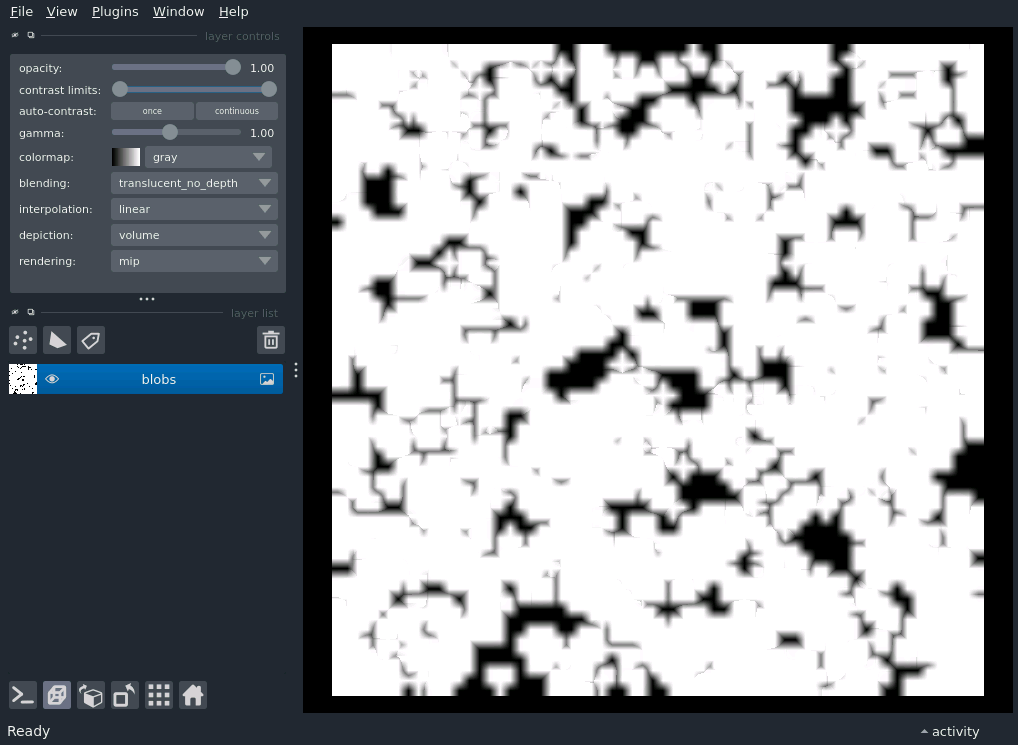 File View Plugins Window Help
layer controls
opacity: 1.00
contrast limits:
auto-contrast: once continuous
gamma: 1.00
colormap: gray
blending: translucent_no_depth
interpolation: linear
depiction: volume
rendering: mip
layer list
blobs
Ready activity